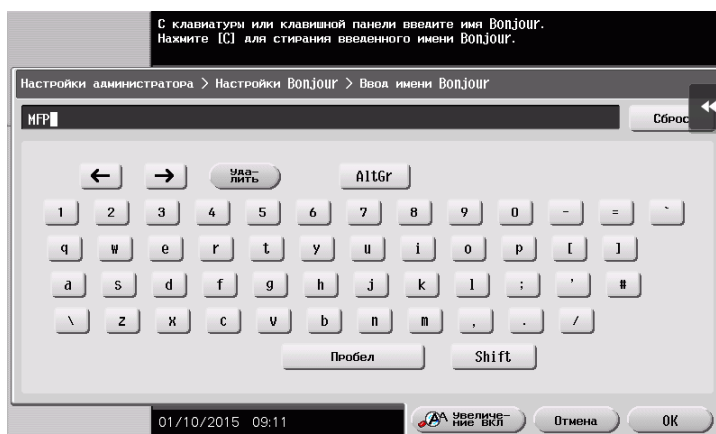 С клавиатуры или клавишной панели введите имя Bonjour.
Нажмите [C] для стирания введенного имени Bonjour.
Настройки администратора > Настройки Bonjour > Ввод имени Bonjour
MFP
Сброс
← → Уда-
лить AltGr
1 2 3 4 5 6 7 8 9 0 - = `
q w e r t y u i o p [ ]
a s d f g h j k l ; ' #
\ z x c v b n m , . /
Пробел Shift
01/10/2015 09:11 Увеличе-
ние вкл Отмена OK